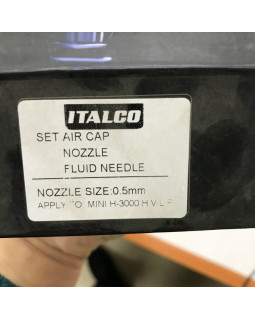 ITALCO
SET AIR CAP
NOZZLE
FLUID NEEDLE
NOZZLE SIZE:0.5mm
APPLY TO: MINI H-3000 H.V.L.P